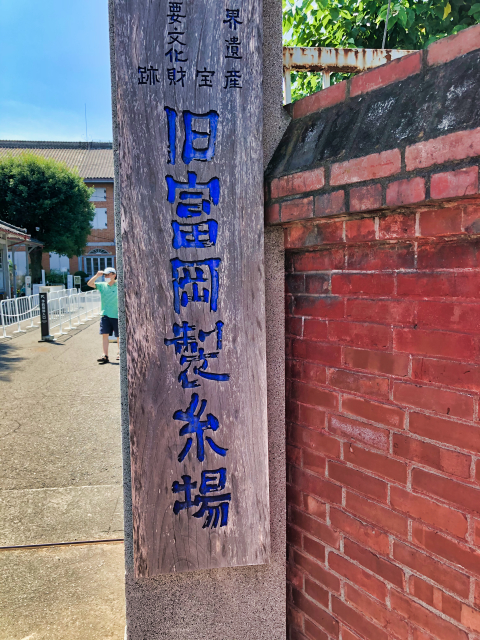 界遺産
宝
要文化財
跡
旧富岡製糸場